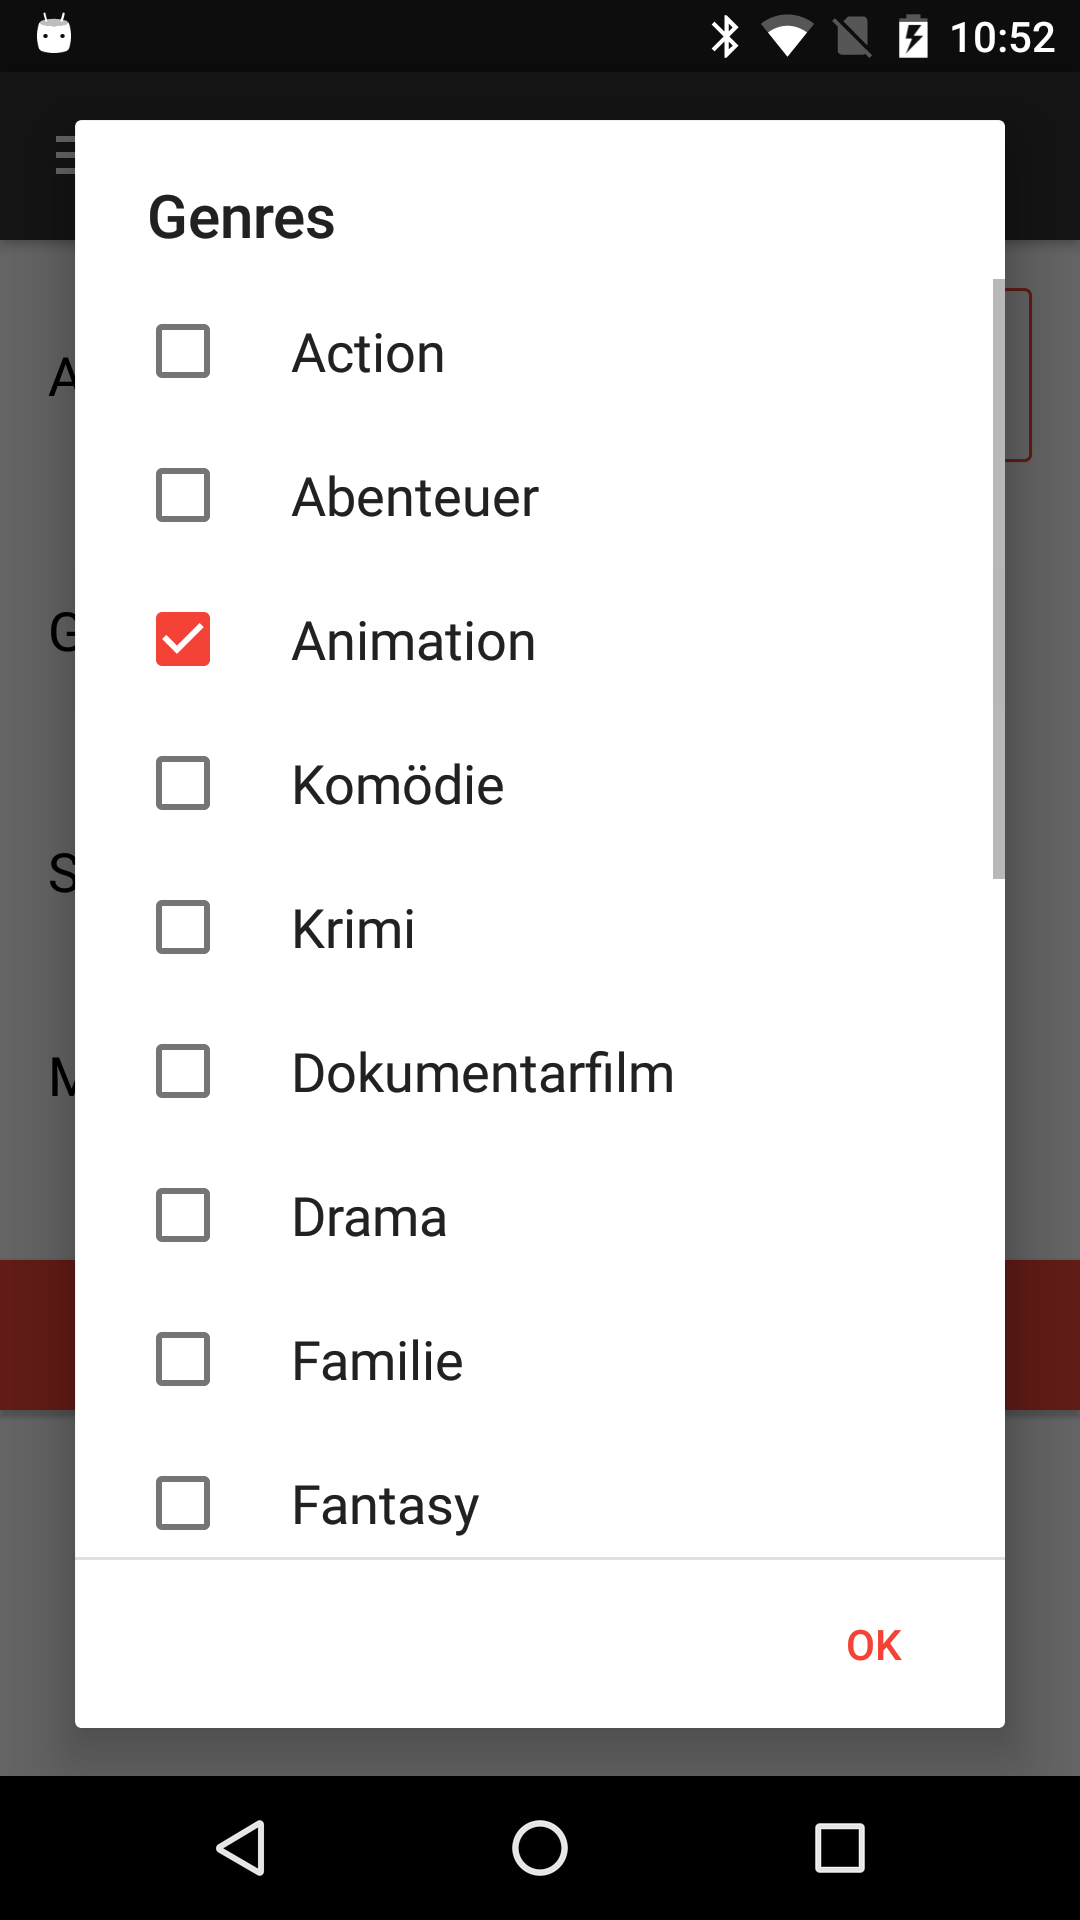 10:52
Genres
Action
Abenteuer
Animation
Komödie
Krimi
Dokumentarfilm
Drama
Familie
Fantasy
OK